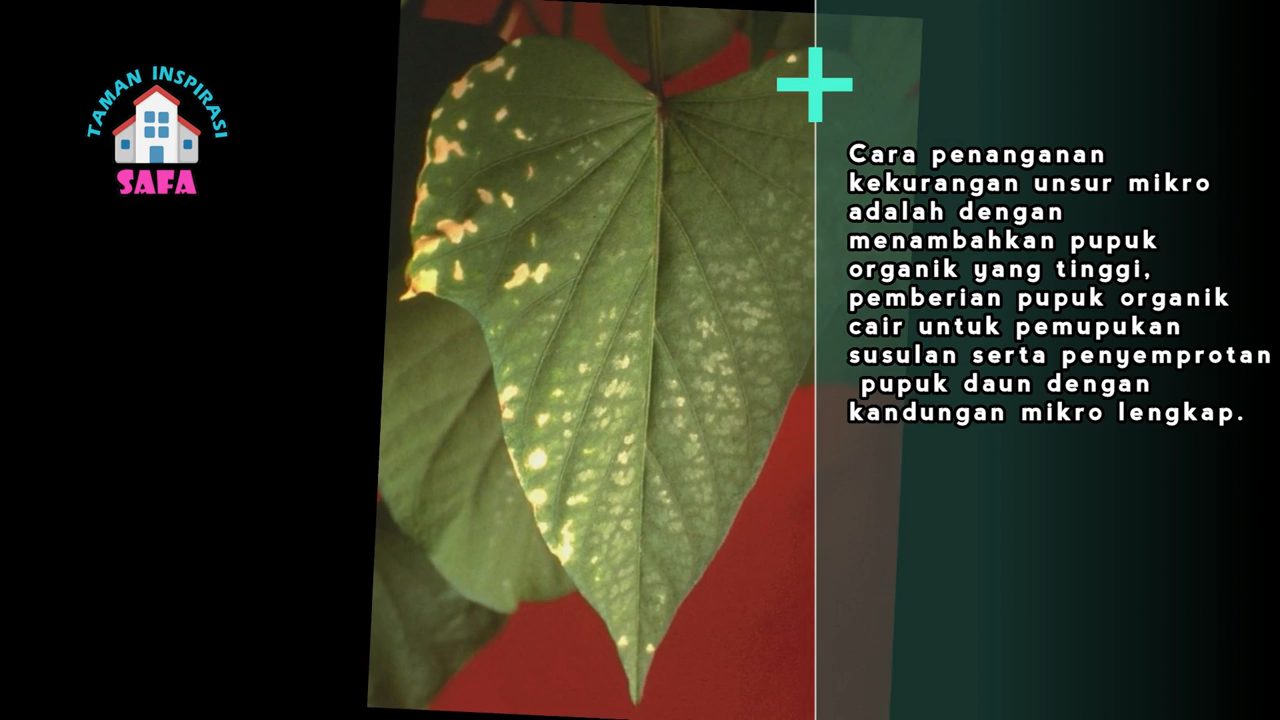 TAMAN INSPIRASI
SAFA
Cara penanganan
kekurangan unsur mikro
adalah dengan
menambahkan pupuk
organik yang tinggi,
pemberian pupuk organik
cair untuk pemupukan
susulan serta penyemprotan
pupuk daun dengan
kandungan mikro lengkap.